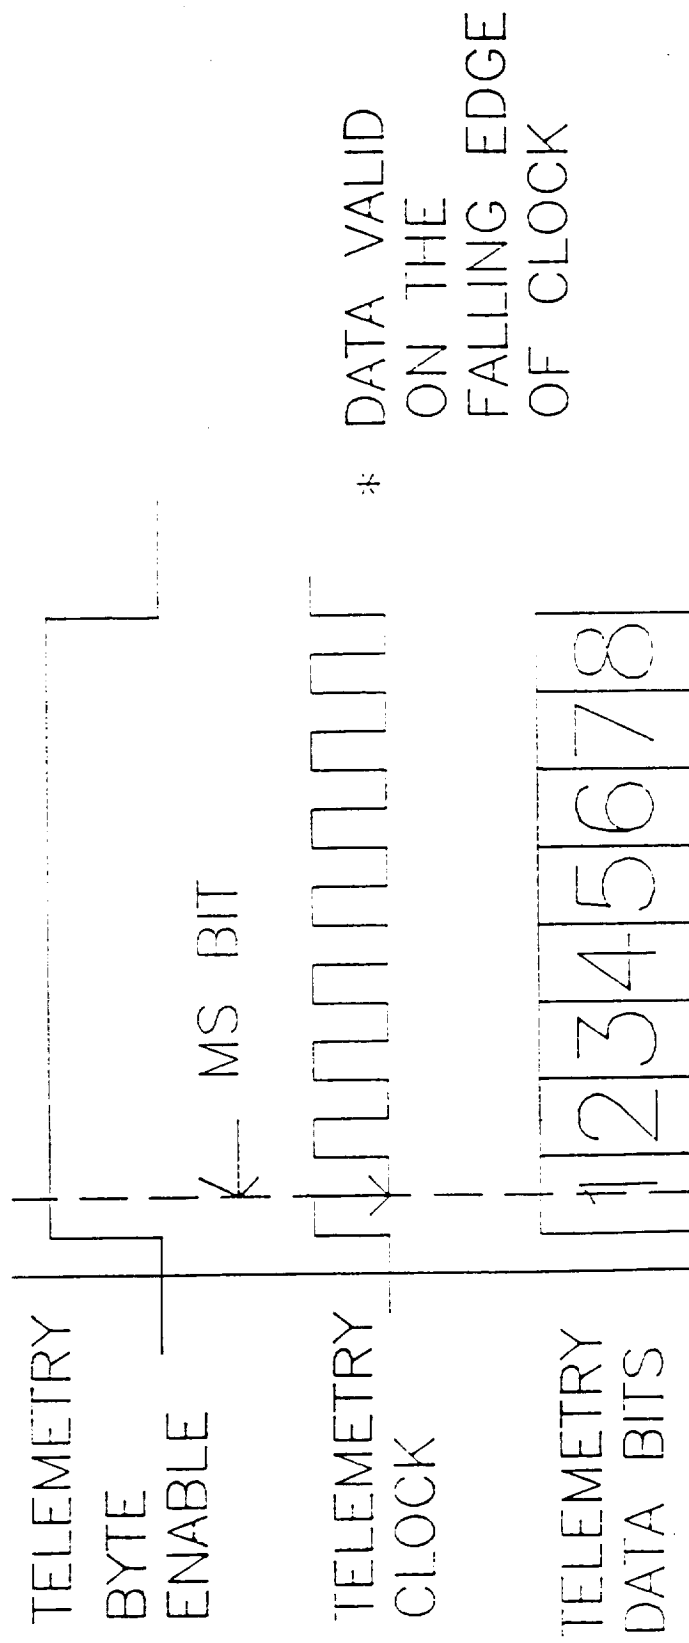 TELEMETRY
BYTE
ENABLE
MS BIT
TELEMETRY
CLOCK
* DATA VALID
ON THE
FALLING EDGE
OF CLOCK
TELEMETRY
DATA BITS
1 2 3 4 5 6 7 8